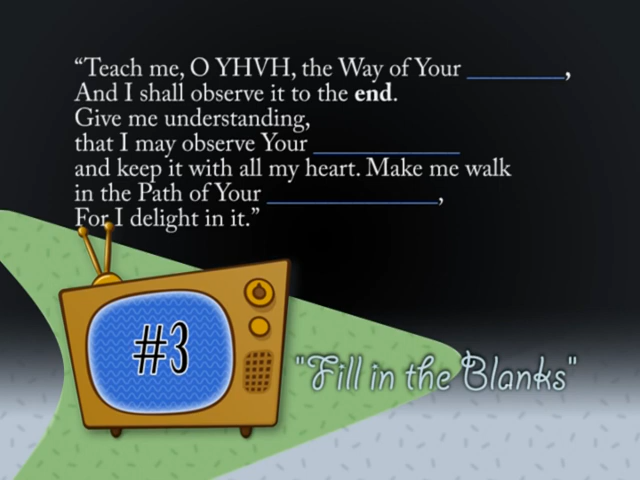 “Teach me, O YHVH, the Way of Your __________,
And I shall observe it to the end.
Give me understanding,
that I may observe Your _______________
and keep it with all my heart. Make me walk
in the Path of Your _________________,
For I delight in it.”
#3
"Fill in the Blanks"